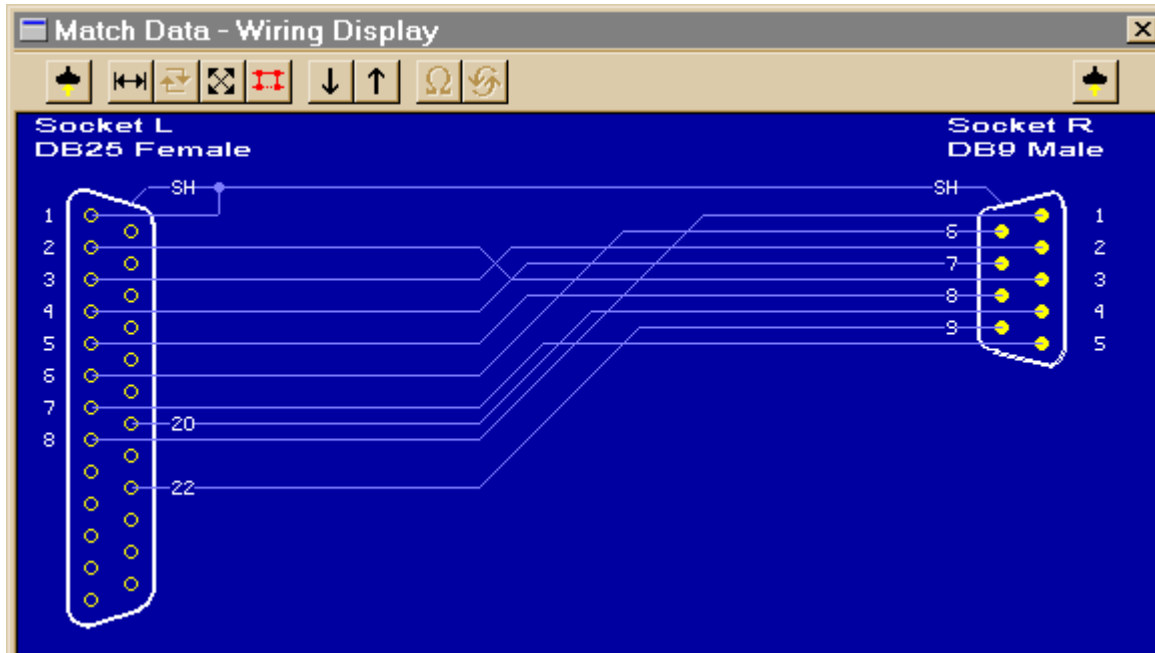 Match Data - Wiring Display
Ω
Socket L
DB25 Female
Socket R
DB9 Male
SH
SH
1
2
3
4
5
6
7
8
20
22
6
7
8
9
1
2
3
4
5